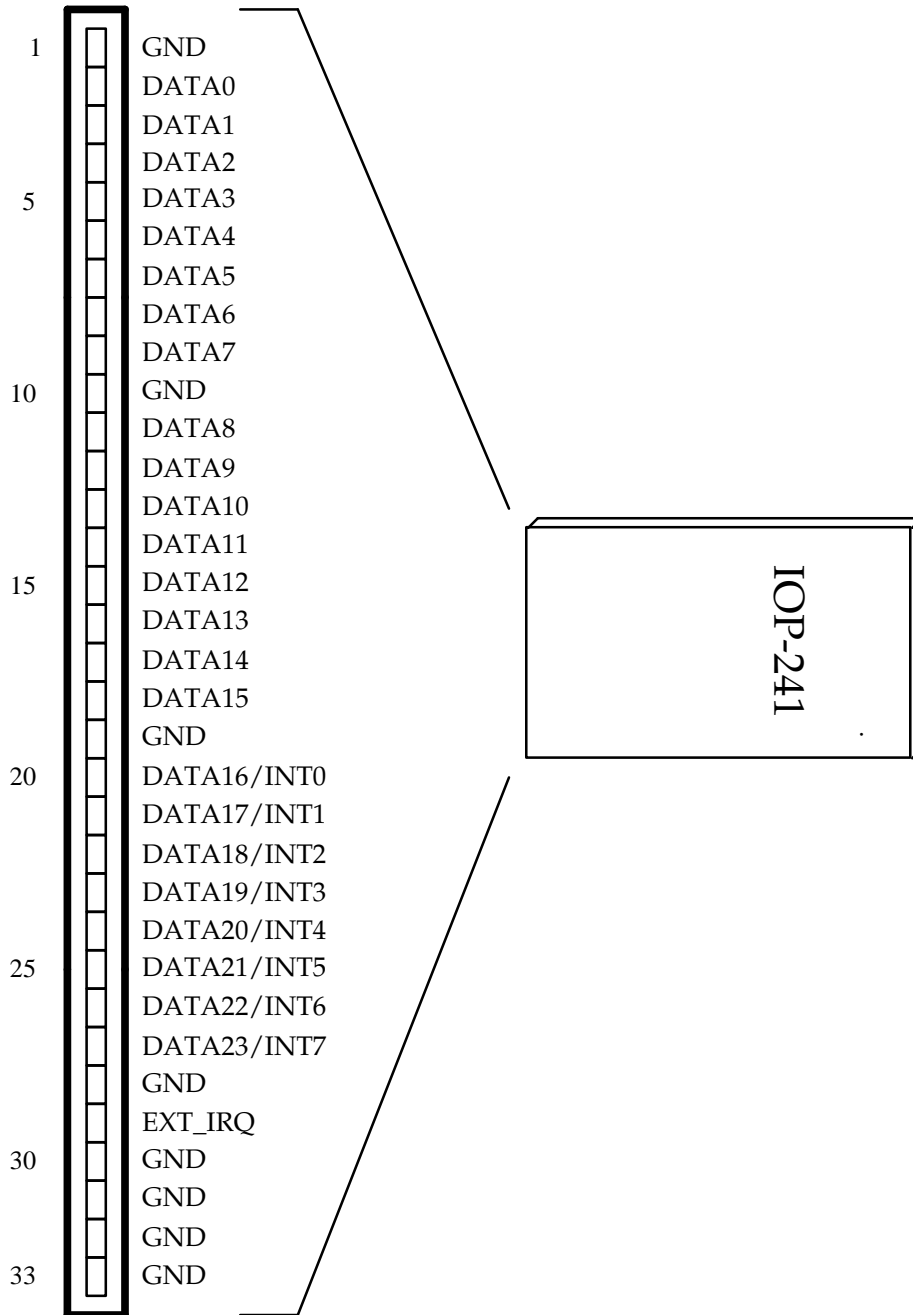 1 GND
DATA0
DATA1
DATA2
5 DATA3
DATA4
DATA5
DATA6
DATA7
10 GND
DATA8
DATA9
DATA10
DATA11
15 DATA12
DATA13
DATA14
DATA15
GND
20 DATA16/INT0
DATA17/INT1
DATA18/INT2
DATA19/INT3
DATA20/INT4
25 DATA21/INT5
DATA22/INT6
DATA23/INT7
GND
EXT_IRQ
30 GND
GND
GND
33 GND
IOP-241